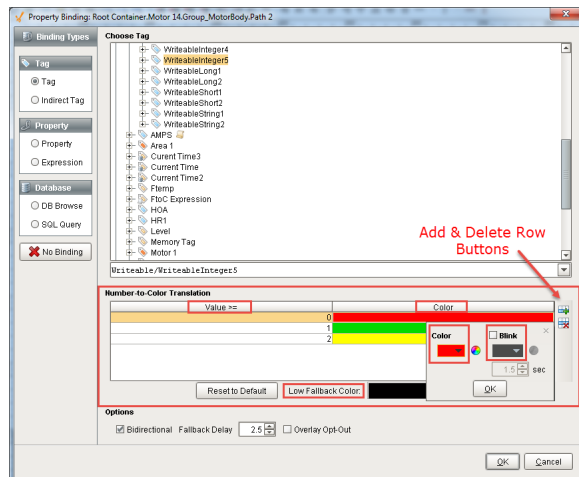 Property Binding: Root Container.Motor 14.Group_MotorBody.Path 2
Binding Types
Tag
Tag
Indirect Tag
Property
Property
Expression
Database
DB Browse
SQL Query
No Binding
Choose Tag
WriteableInteger4
WriteableInteger5
WriteableLong1
WriteableLong2
WriteableShort1
WriteableShort2
WriteableString1
WriteableString2
AMPS
Area 1
Curent Time3
Current Time
Current Time2
Ftemp
FtoC Expression
HOA
HR1
Level
Memory Tag
Motor 1
Add & Delete Row
Buttons
Writeable/WriteableInteger5
Number-to-Color Translation
Value >= Color
0
1
2
Color Blink
1.5 sec
OK
Reset to Default Low Fallback Color:
Options
Bidirectional Fallback Delay 2.5 Overlay Opt-Out
OK Cancel